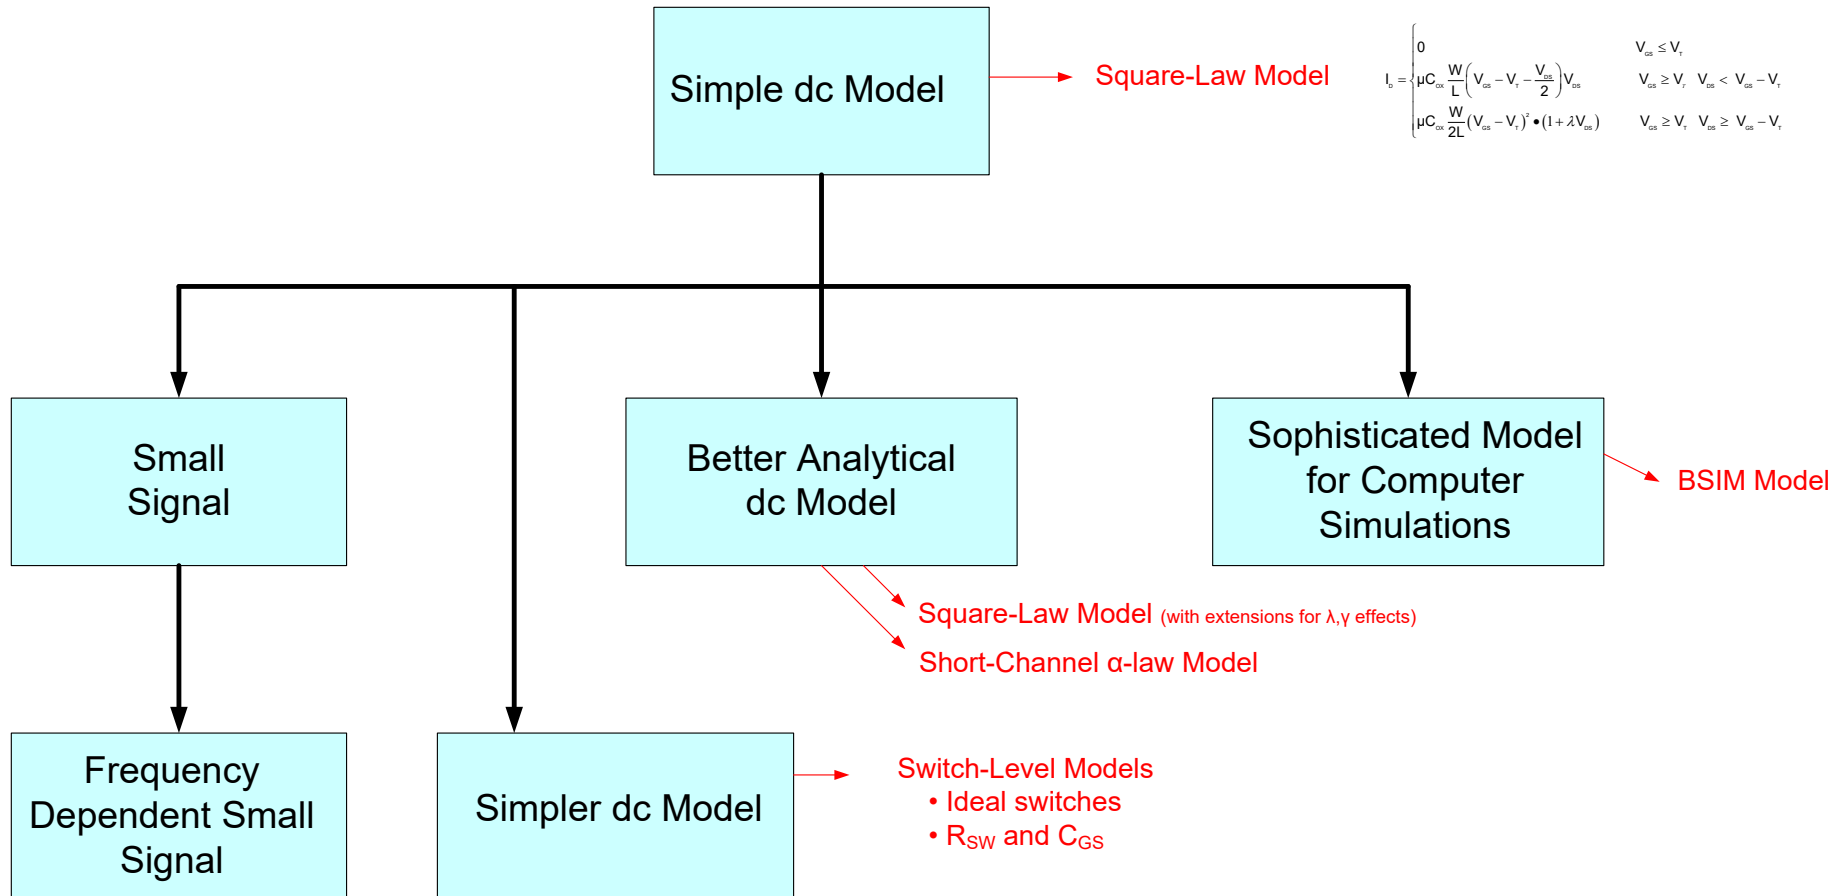 Simple dc Model
Square-Law Model
I_D = { 0    V_GS ≤ V_T
μC_OX W/L (V_GS − V_T − V_DS/2) V_DS    V_GS ≥ V_T  V_DS < V_GS − V_T
μC_OX W/2L (V_GS − V_T)² • (1 + λV_DS)    V_GS ≥ V_T  V_DS ≥ V_GS − V_T
Small
Signal
Better Analytical
dc Model
Sophisticated Model
for Computer
Simulations
BSIM Model
Square-Law Model (with extensions for λ,γ effects)
Short-Channel α-law Model
Frequency
Dependent Small
Signal
Simpler dc Model
Switch-Level Models
• Ideal switches
• R_SW and C_GS